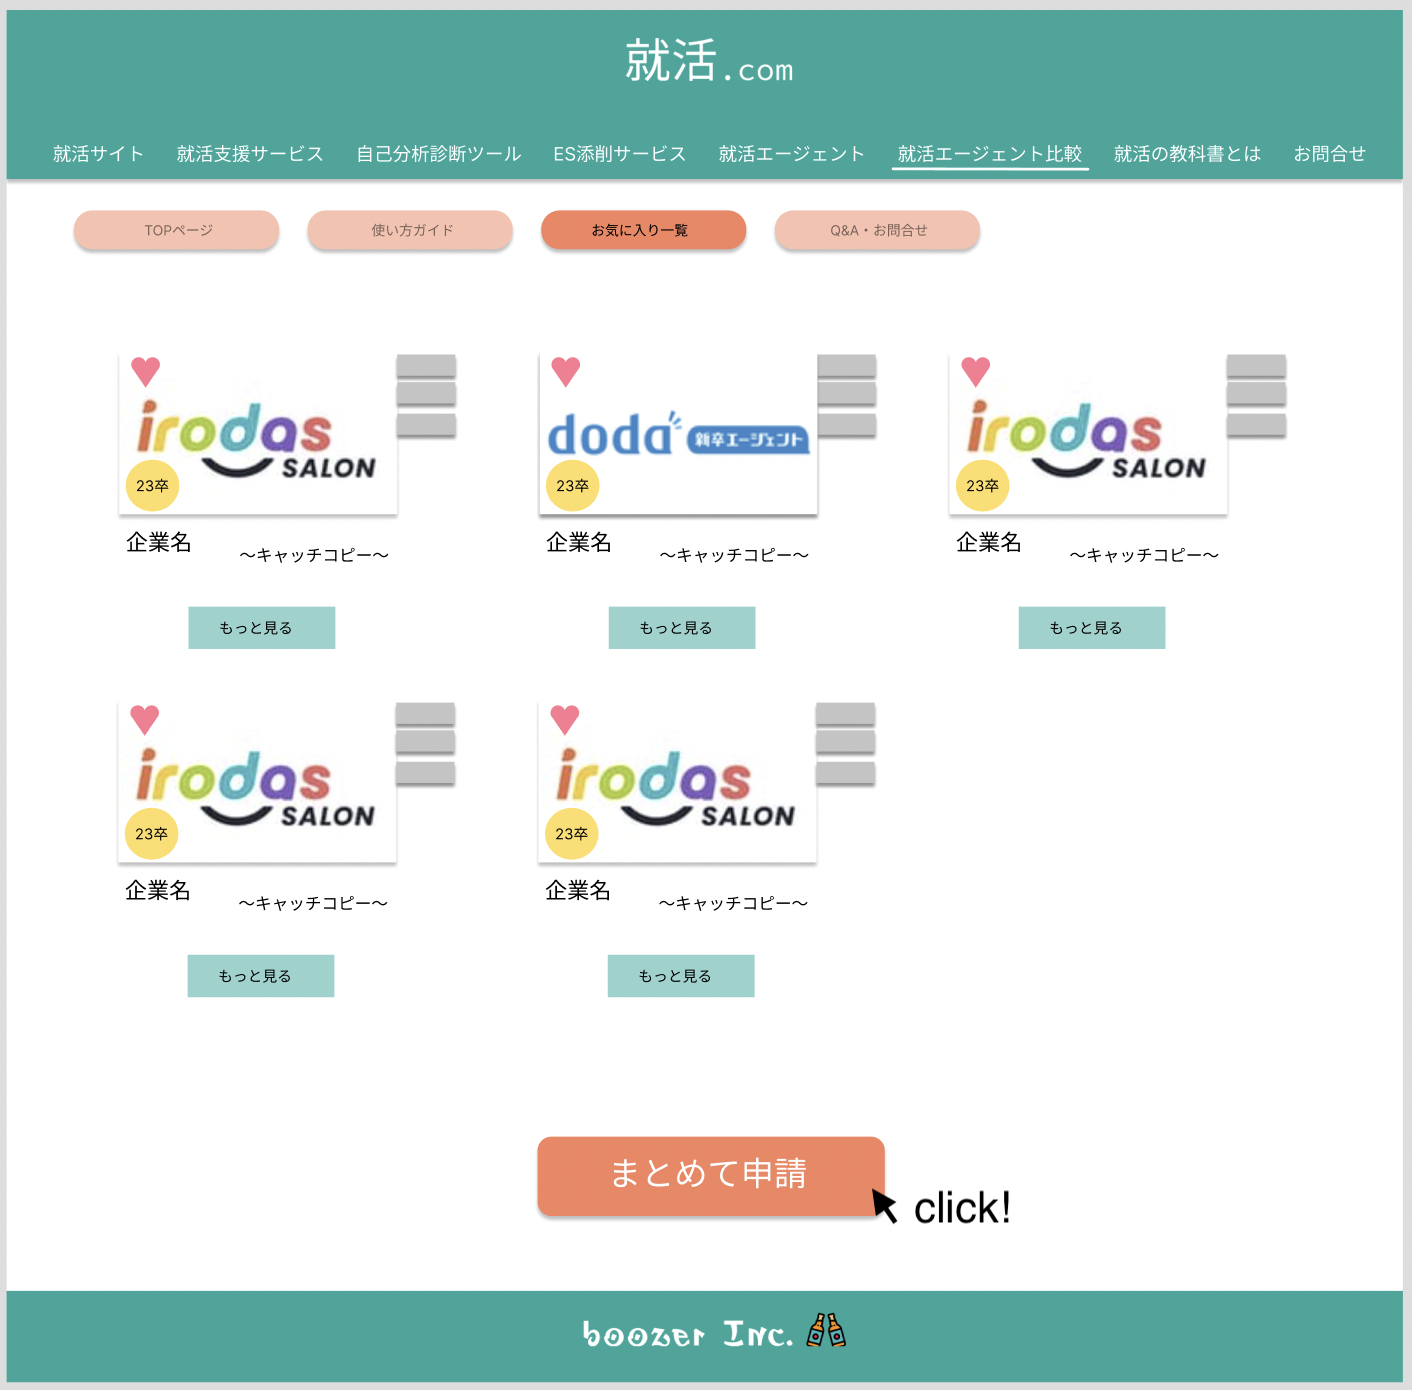 就活.com
就活サイト 就活支援サービス 自己分析診断ツール ES添削サービス 就活エージェント 就活エージェント比較 就活の教科書とは お問合せ
TOPページ 使い方ガイド お気に入り一覧 Q&A・お問合せ
irodas
SALON
23卒
企業名
〜キャッチコピー〜
もっと見る
doda 新卒エージェント
23卒
企業名
〜キャッチコピー〜
もっと見る
irodas
SALON
23卒
企業名
〜キャッチコピー〜
もっと見る
irodas
SALON
23卒
企業名
〜キャッチコピー〜
もっと見る
irodas
SALON
23卒
企業名
〜キャッチコピー〜
もっと見る
まとめて申請
click!
boozer Inc.